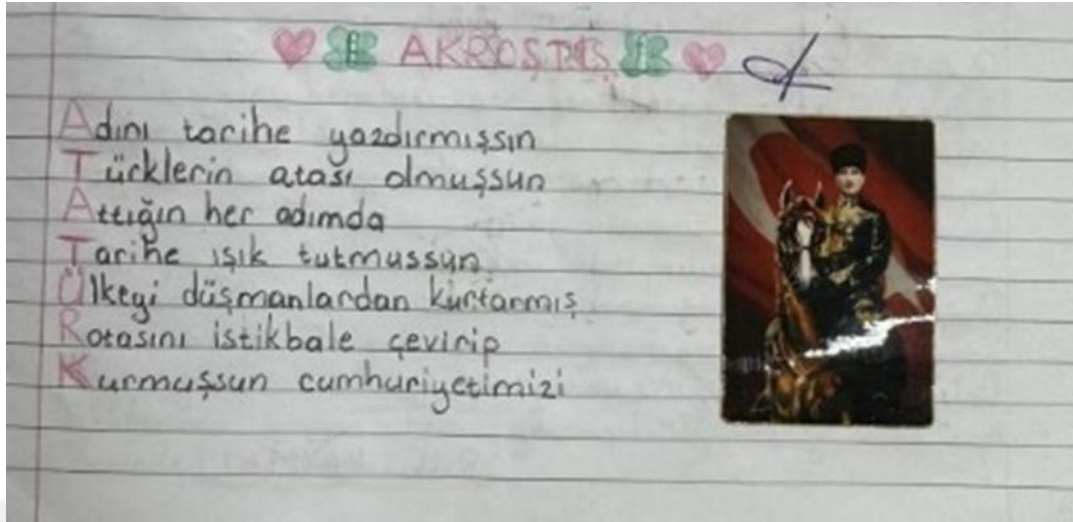 AKROSTİŞ
Adını tarihe yazdırmışsın
Türklerin atası olmuşsun
Attığın her adımda
Tarihe ışık tutmussun
Ülkeyi düşmanlardan kurtarmış
Rotasını istikbale çevirip
Kurmuşsun cumhuriyetimizi